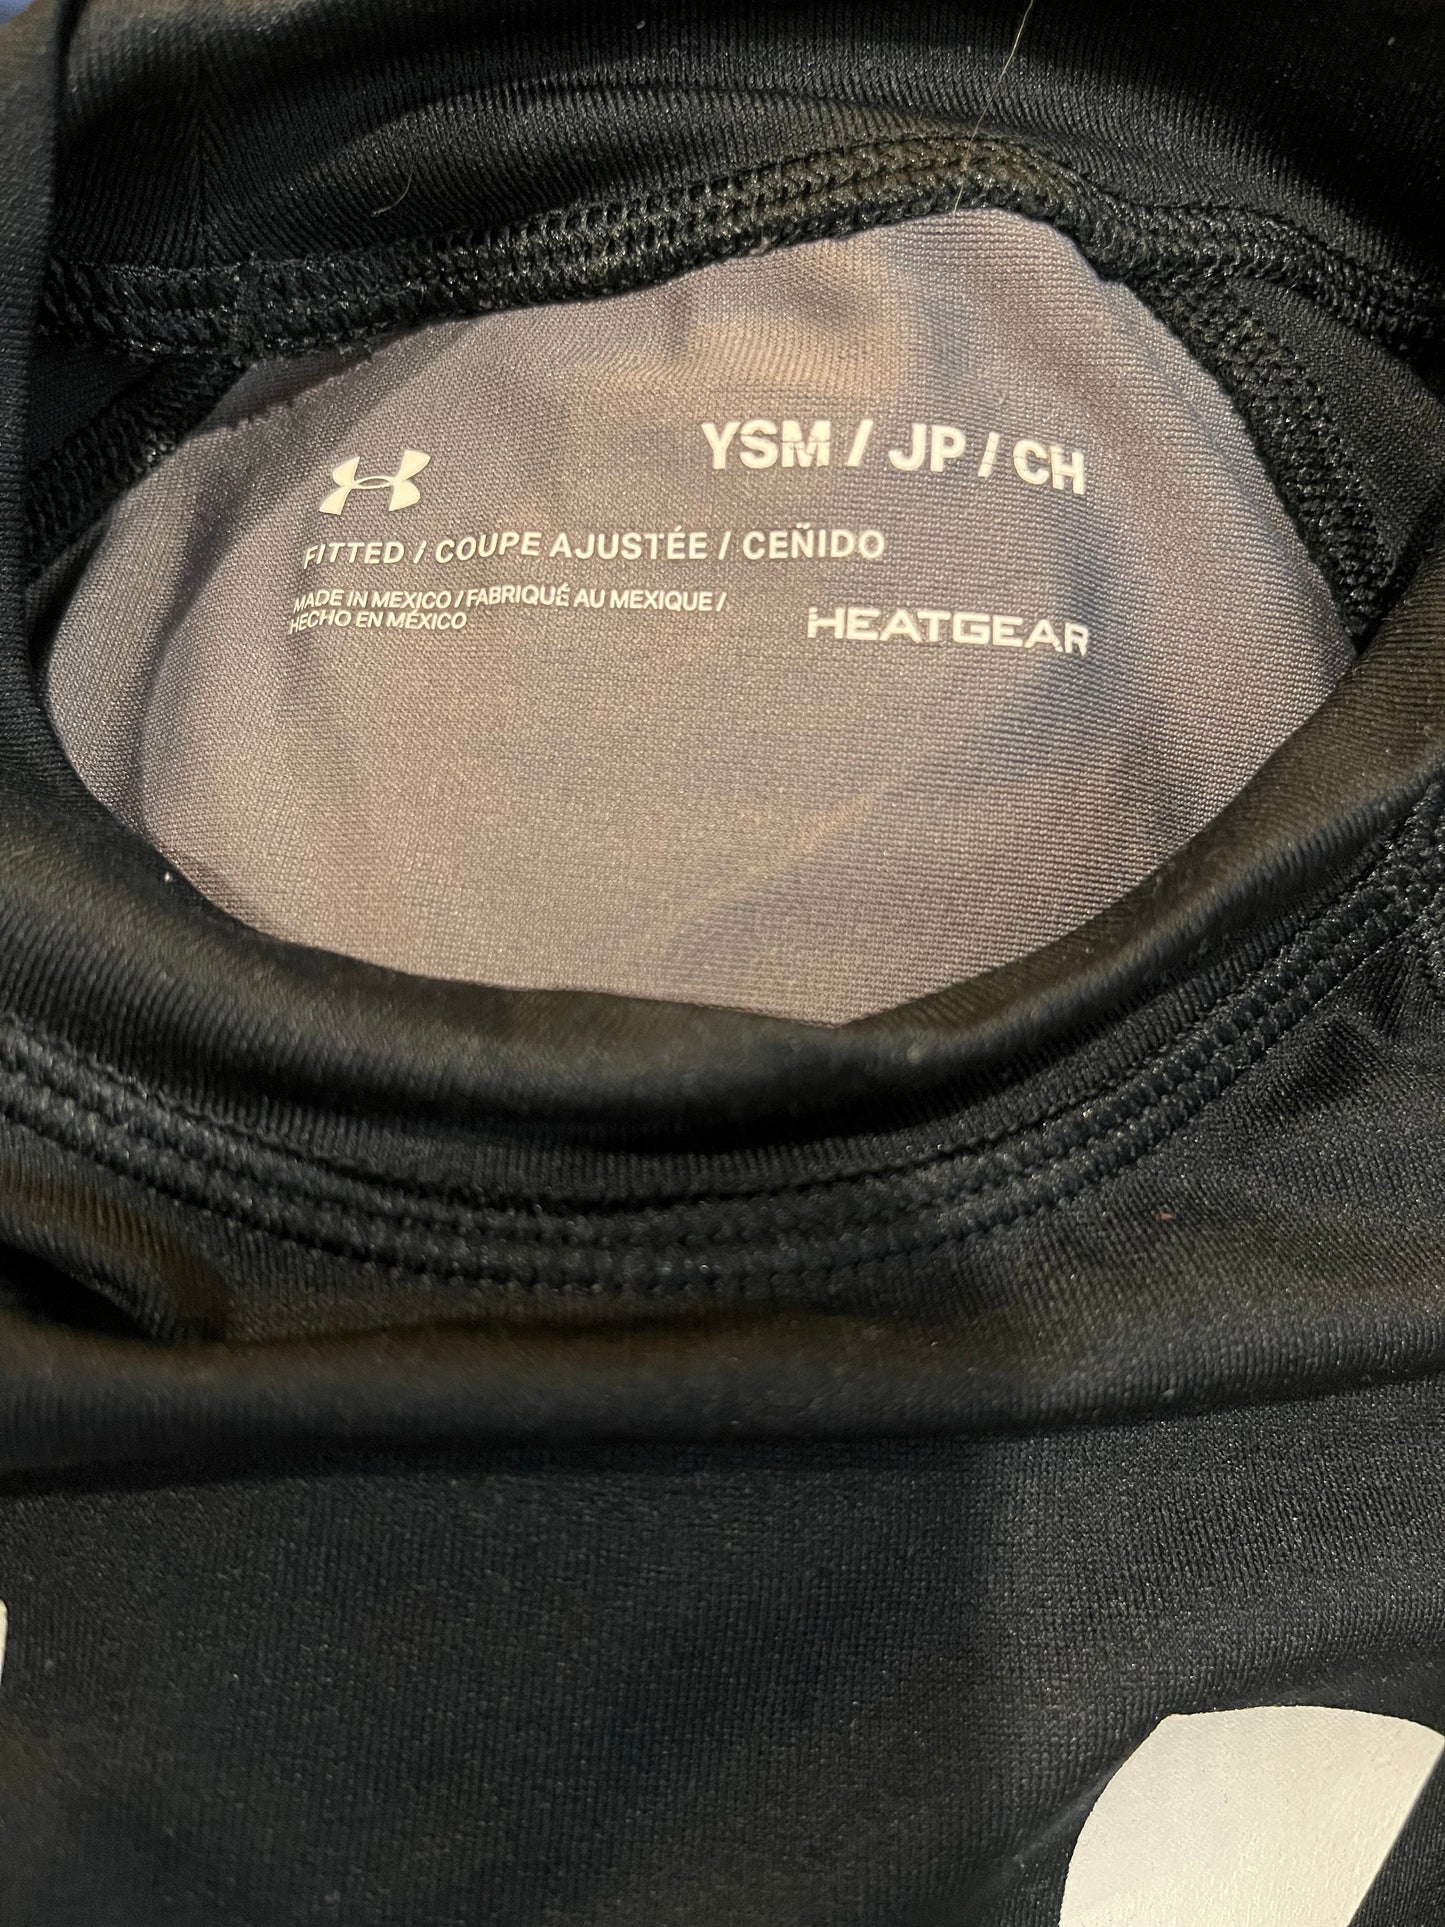 YSM / JP / CH
FITTED / COUPE AJUSTÉE / CEÑIDO
MADE IN MEXICO / FABRIQUÉ AU MEXIQUE /
HECHO EN MÉXICO
HEATGEAR